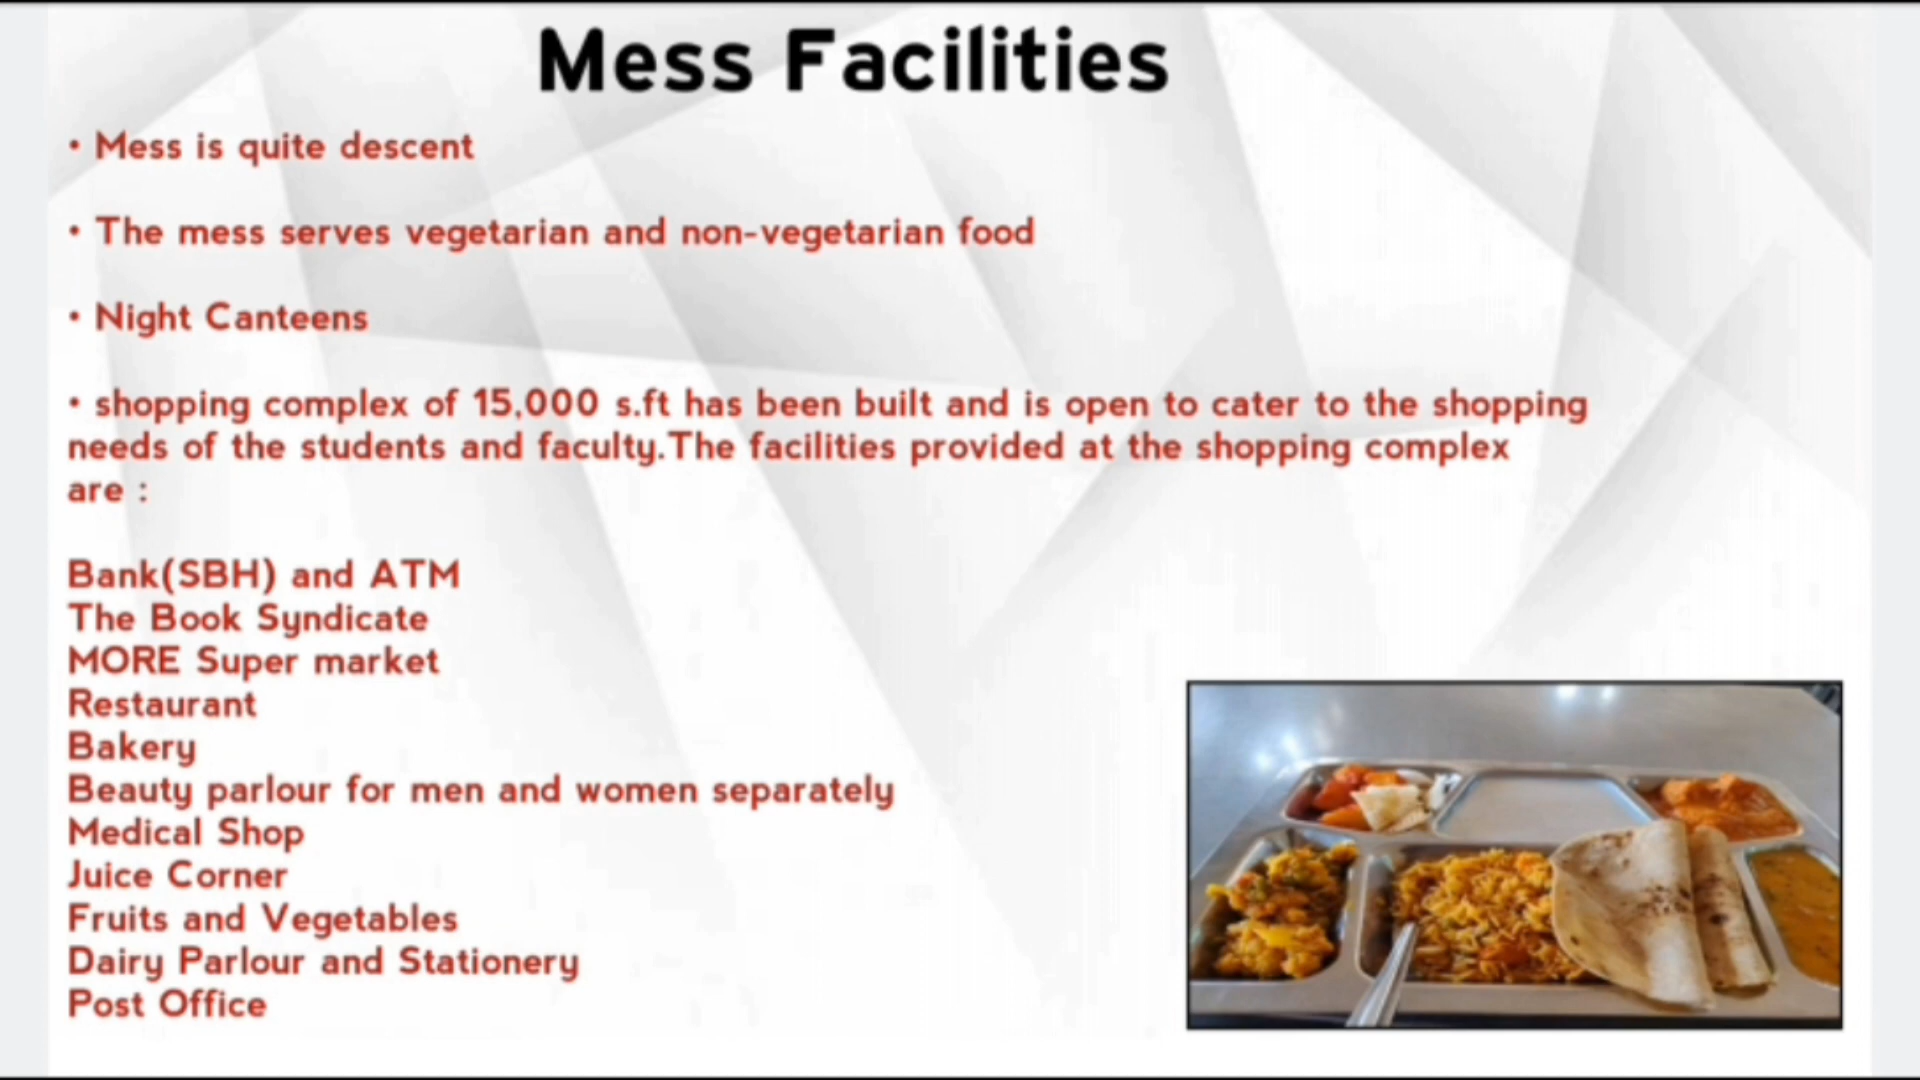 Mess Facilities
• Mess is quite descent
• The mess serves vegetarian and non-vegetarian food
• Night Canteens
• shopping complex of 15,000 s.ft has been built and is open to cater to the shopping
needs of the students and faculty.The facilities provided at the shopping complex
are :
Bank(SBH) and ATM
The Book Syndicate
MORE Super market
Restaurant
Bakery
Beauty parlour for men and women separately
Medical Shop
Juice Corner
Fruits and Vegetables
Dairy Parlour and Stationery
Post Office